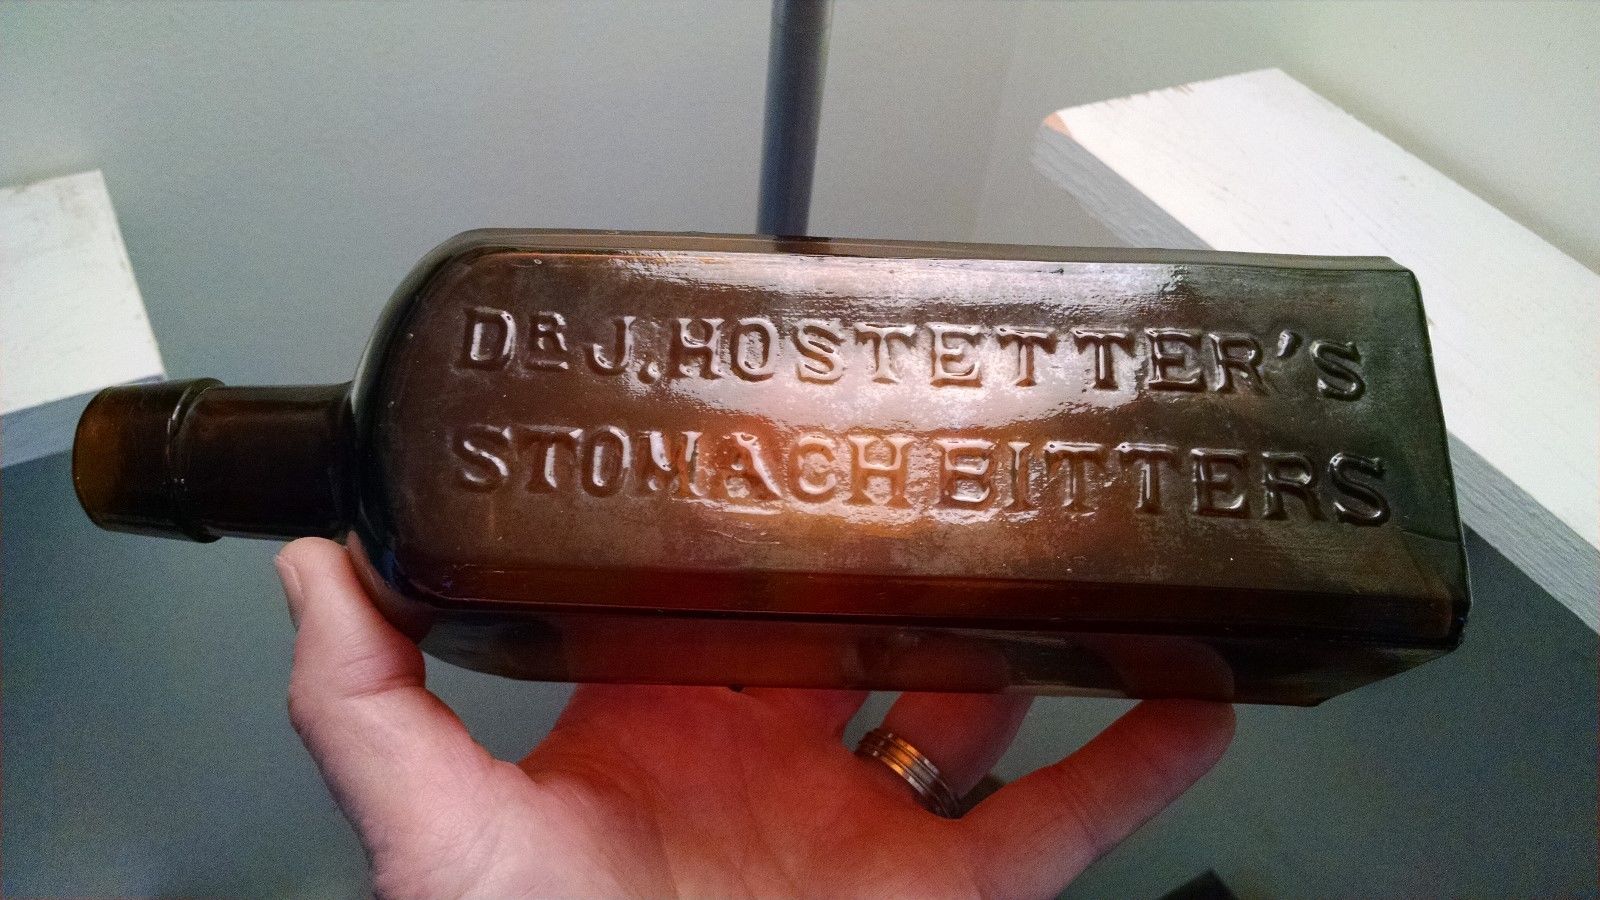 DR J. HOSTETTER'S
STOMACH BITTERS